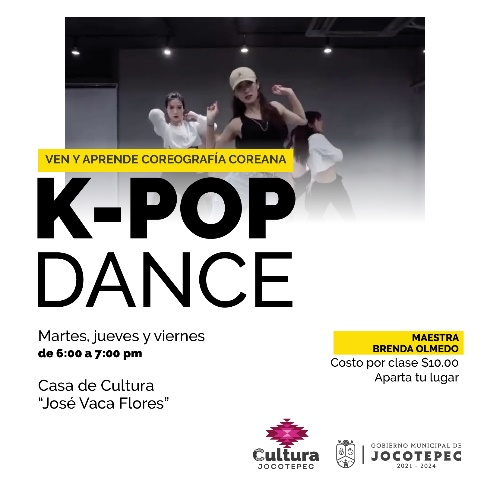 VEN Y APRENDE COREOGRAFÍA COREANA
K-POP
DANCE
Martes, jueves y viernes
de 6:00 a 7:00 pm
Casa de Cultura
“José Vaca Flores”
MAESTRA
BRENDA OLMEDO
Costo por clase $10.00
Aparta tu lugar
Cultura
JOCOTEPEC
GOBIERNO MUNICIPAL DE
JOCOTEPEC
2021 - 2024